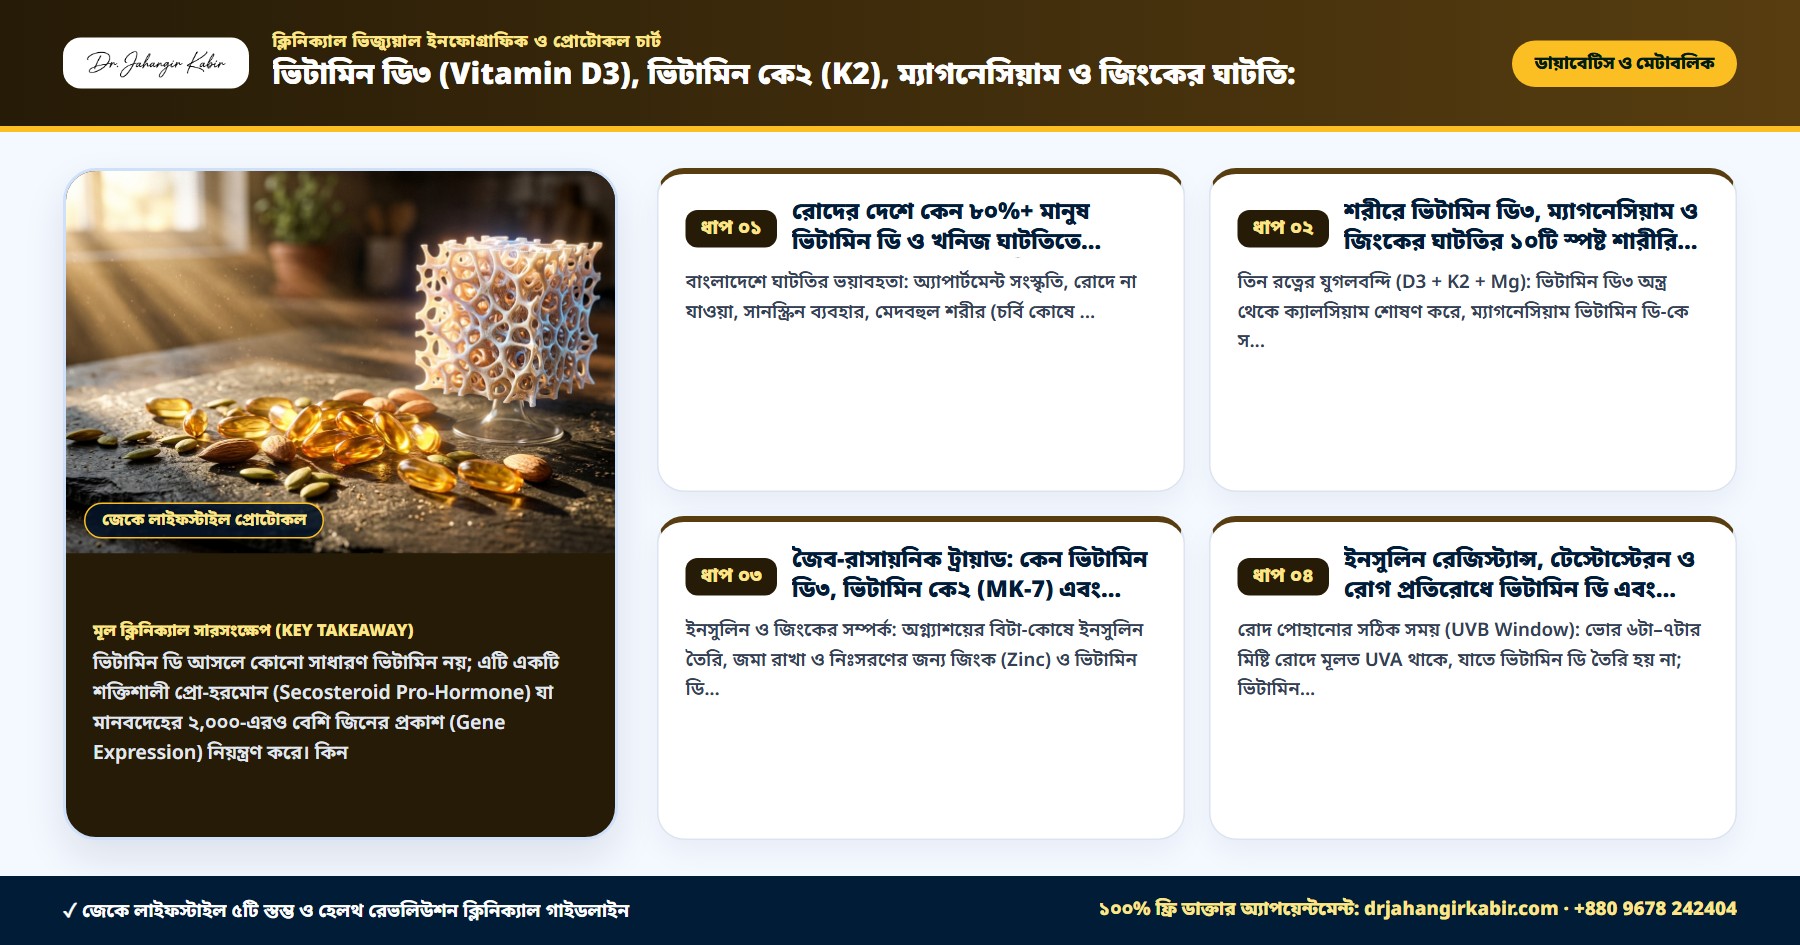 Dr. Jahangir Kabir
ক্লিনিক্যাল ভিজ্যুয়াল ইনফোগ্রাফিক ও প্রোটোকল চার্ট
ভিটামিন ডি৩ (Vitamin D3), ভিটামিন কে২ (K2), ম্যাগনেসিয়াম ও জিংকের ঘাটতি:
ডায়াবেটিস ও মেটাবলিক
জেকে লাইফস্টাইল প্রোটোকল
মূল ক্লিনিক্যাল সারসংক্ষেপ (KEY TAKEAWAY)
ভিটামিন ডি আসলে কোনো সাধারণ ভিটামিন নয়; এটি একটি
শক্তিশালী প্রো-হরমোন (Secosteroid Pro-Hormone) যা
মানবদেহের ২,০০০-এরও বেশি জিনের প্রকাশ (Gene
Expression) নিয়ন্ত্রণ করে। কিন
ধাপ ০১
রোদের দেশে কেন ৮০%+ মানুষ
ভিটামিন ডি ও খনিজ ঘাটতিতে...
বাংলাদেশে ঘাটতির ভয়াবহতা: অ্যাপার্টমেন্ট সংস্কৃতি, রোদে না
যাওয়া, সানস্ক্রিন ব্যবহার, মেদবহুল শরীর (চর্বি কোষে ...
ধাপ ০২
শরীরে ভিটামিন ডি৩, ম্যাগনেসিয়াম ও
জিংকের ঘাটতির ১০টি স্পষ্ট শারীরি...
তিন রত্নের যুগলবন্দি (D3 + K2 + Mg): ভিটামিন ডি৩ অন্ত্র
থেকে ক্যালসিয়াম শোষণ করে, ম্যাগনেসিয়াম ভিটামিন ডি-কে
স...
ধাপ ০৩
জৈব-রাসায়নিক ট্রায়াড: কেন ভিটামিন
ডি৩, ভিটামিন কে২ (MK-7) এবং...
ইনসুলিন ও জিংকের সম্পর্ক: অগ্ন্যাশয়ের বিটা-কোষে ইনসুলিন
তৈরি, জমা রাখা ও নিঃসরণের জন্য জিংক (Zinc) ও ভিটামিন
ডি...
ধাপ ০৪
ইনসুলিন রেজিস্ট্যান্স, টেস্টোস্টেরন ও
রোগ প্রতিরোধে ভিটামিন ডি এবং...
রোদ পোহানোর সঠিক সময় (UVB Window): ভোর ৬টা–৭টার
মিষ্টি রোদে মূলত UVA থাকে, যাতে ভিটামিন ডি তৈরি হয় না;
ভিটামিন...
✓ জেকে লাইফস্টাইল ৫টি স্তম্ভ ও হেলথ রেভলিউশন ক্লিনিক্যাল গাইডলাইন
১০০% ফ্রি ডাক্তার অ্যাপয়েন্টমেন্ট: drjahangirkabir.com · +880 9678 242404